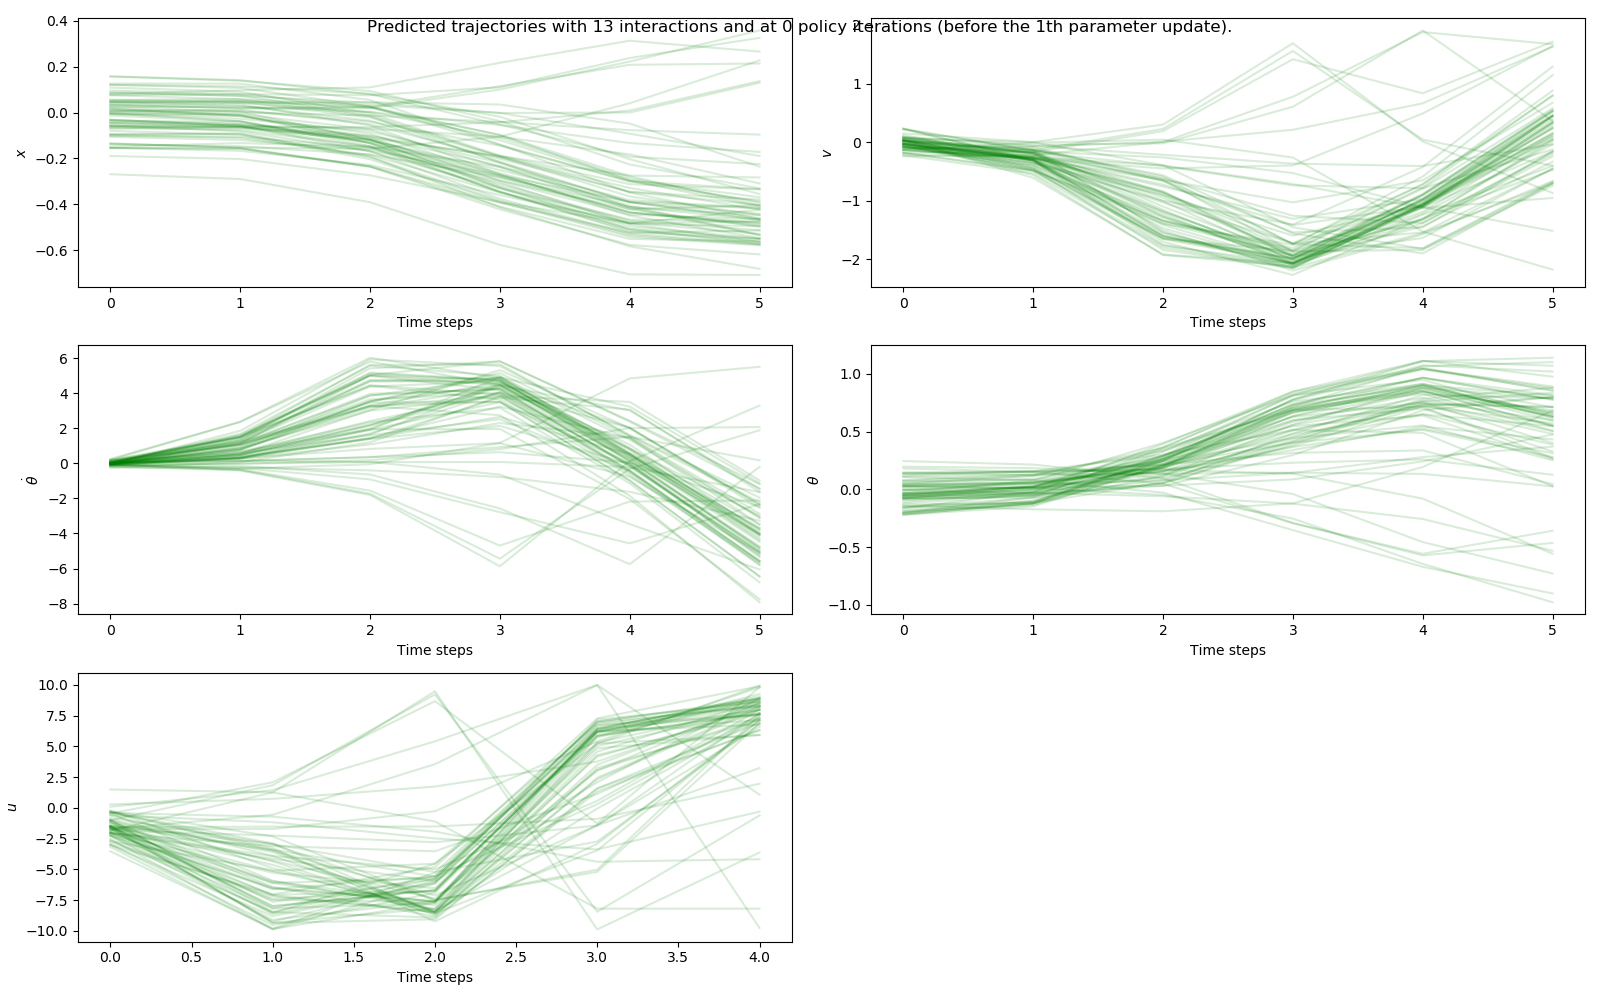 Predicted trajectories with 13 interactions and at 0 policy iterations (before the 1th parameter update).
0.4
0.2
0.0
−0.2
−0.4
−0.6
x
0 1 2 3 4 5
Time steps
2
1
0
−1
−2
v
0 1 2 3 4 5
Time steps
6
4
2
0
−2
−4
−6
−8
θ̇
0 1 2 3 4 5
Time steps
1.0
0.5
0.0
−0.5
−1.0
θ
0 1 2 3 4 5
Time steps
10.0
7.5
5.0
2.5
0.0
−2.5
−5.0
−7.5
−10.0
u
0.0 0.5 1.0 1.5 2.0 2.5 3.0 3.5 4.0
Time steps